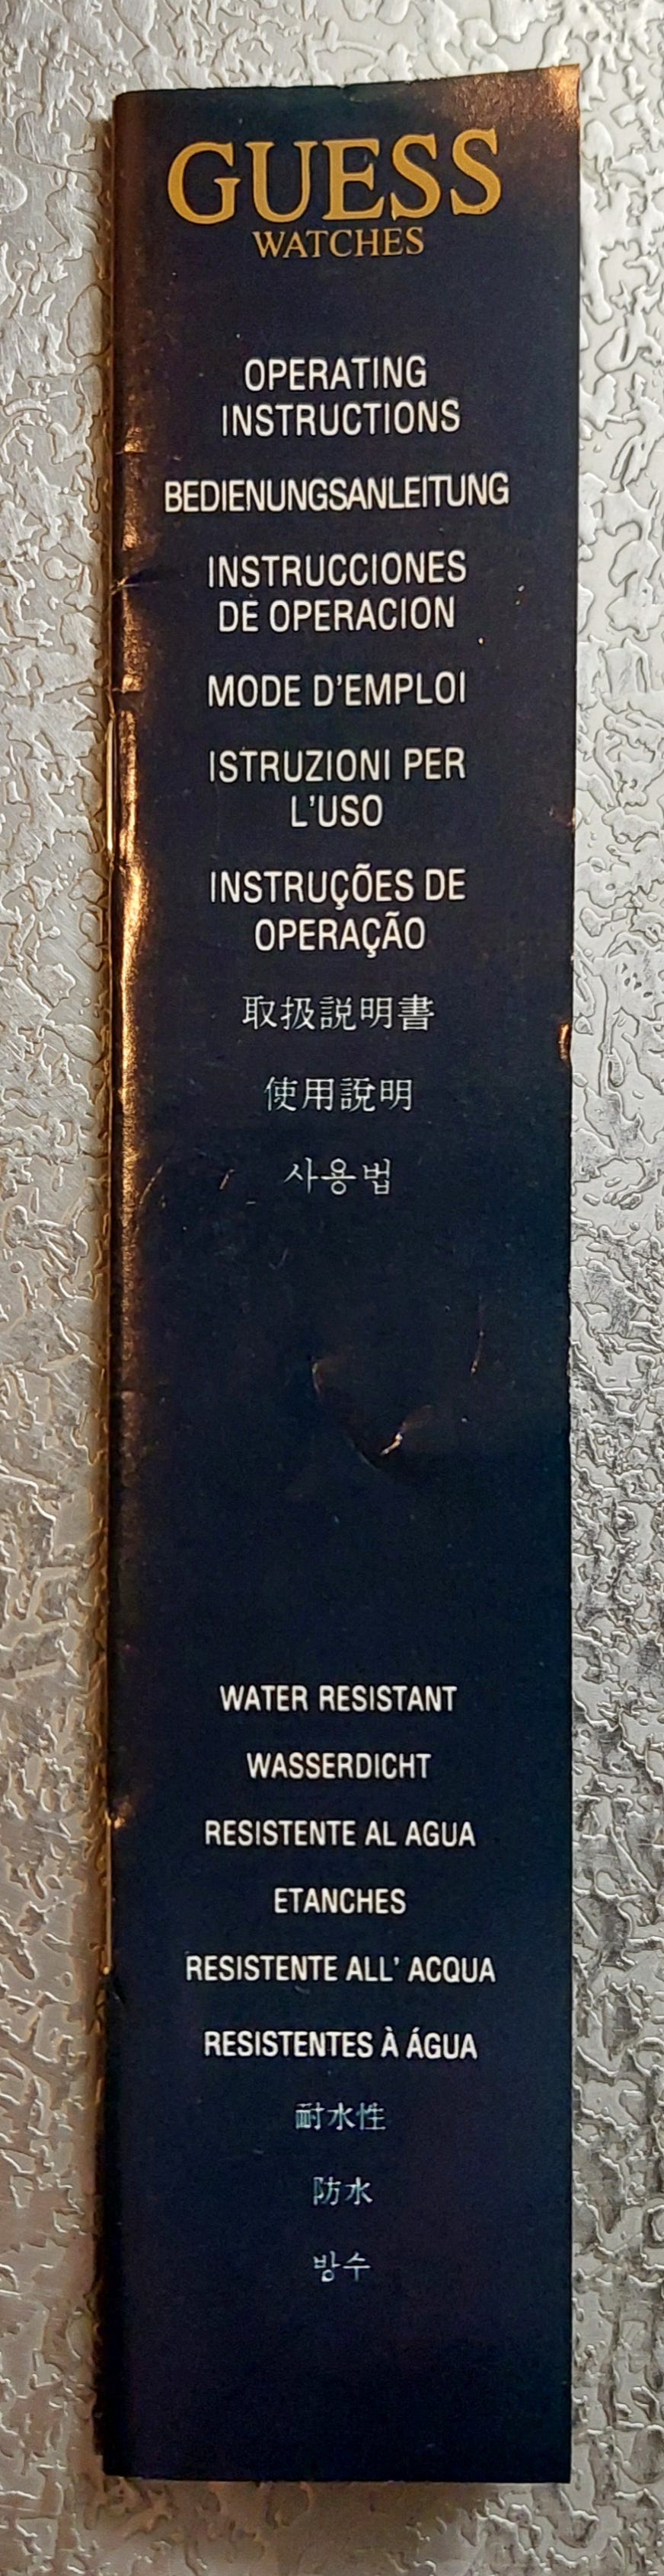 GUESS
WATCHES
OPERATING
INSTRUCTIONS
BEDIENUNGSANLEITUNG
INSTRUCCIONES
DE OPERACION
MODE D'EMPLOI
ISTRUZIONI PER
L'USO
INSTRUÇÕES DE
OPERAÇÃO
取扱説明書
使用說明
사용법
WATER RESISTANT
WASSERDICHT
RESISTENTE AL AGUA
ETANCHES
RESISTENTE ALL' ACQUA
RESISTENTES À ÁGUA
耐水性
防水
방수